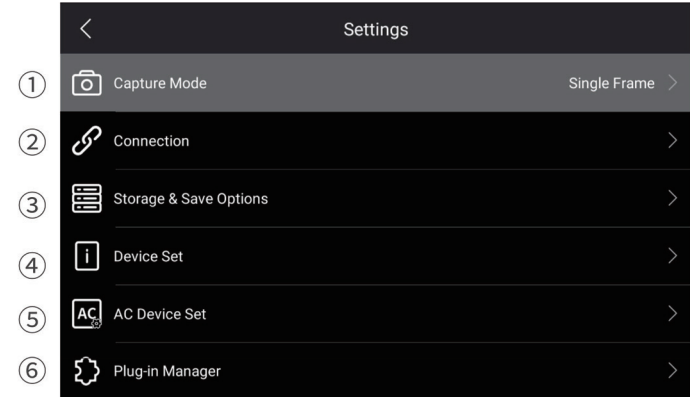 Settings
① Capture Mode Single Frame
② Connection
③ Storage & Save Options
④ Device Set
⑤ AC AC Device Set
⑥ Plug-in Manager